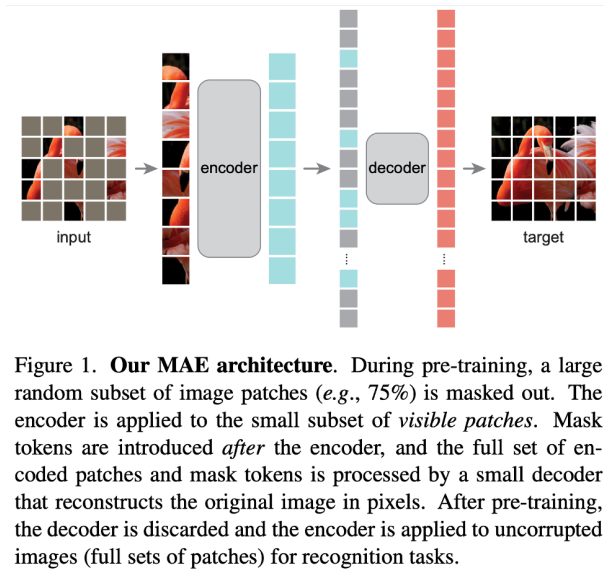 input
encoder
decoder
target
Figure 1. Our MAE architecture. During pre-training, a large
random subset of image patches (e.g., 75%) is masked out. The
encoder is applied to the small subset of visible patches. Mask
tokens are introduced after the encoder, and the full set of en-
coded patches and mask tokens is processed by a small decoder
that reconstructs the original image in pixels. After pre-training,
the decoder is discarded and the encoder is applied to uncorrupted
images (full sets of patches) for recognition tasks.